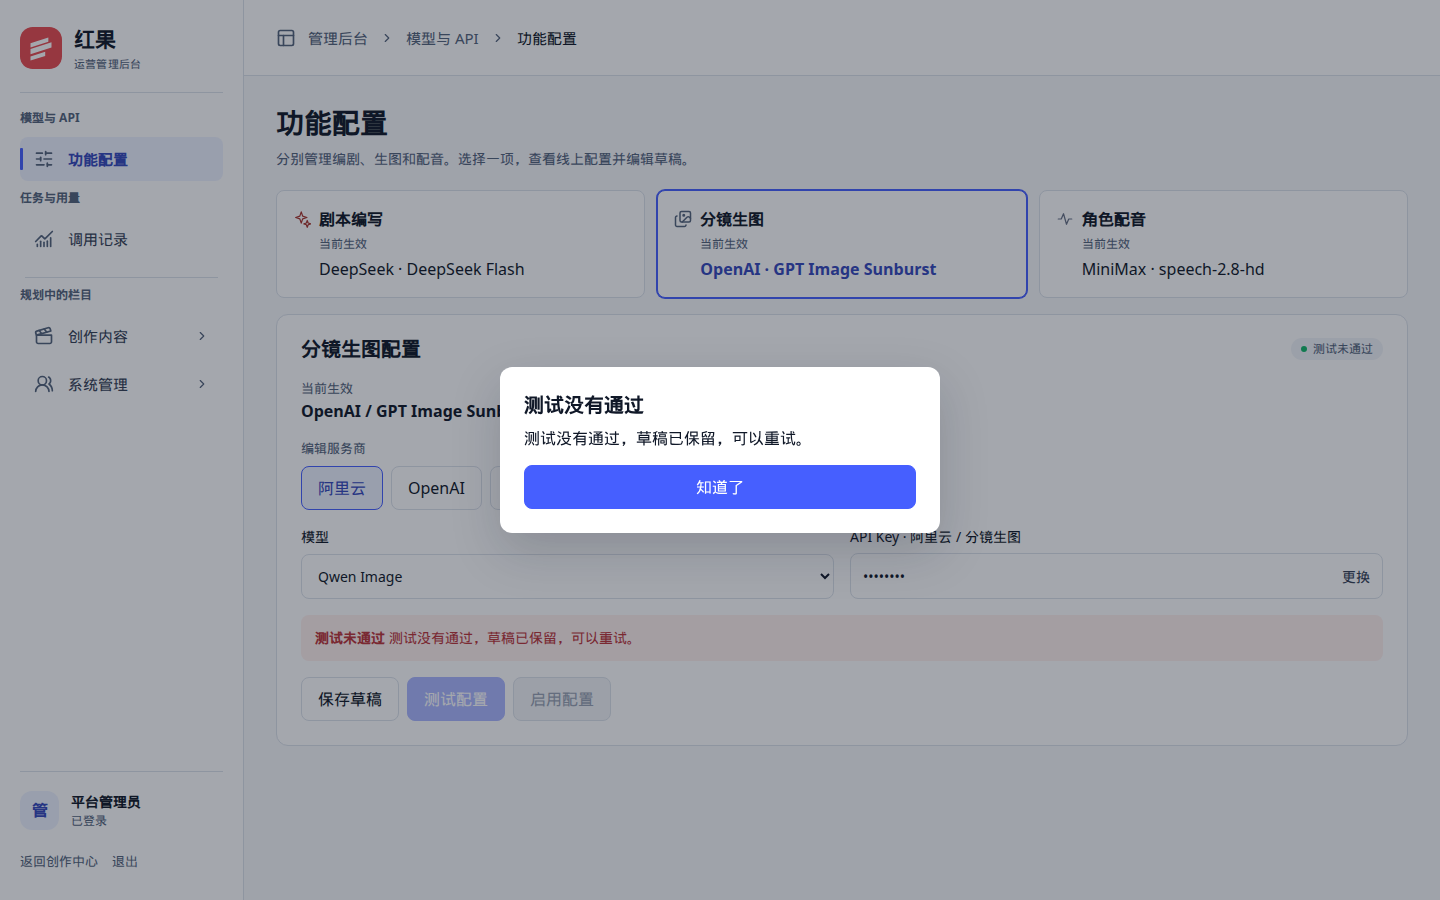 红果
运营管理后台
模型与 API
功能配置
任务与用量
调用记录
规划中的栏目
创作内容
系统管理
管
平台管理员
已登录
返回创作中心 退出
管理后台 > 模型与 API > 功能配置
功能配置
分别管理编剧、生图和配音。选择一项，查看线上配置并编辑草稿。
剧本编写
当前生效
DeepSeek · DeepSeek Flash
分镜生图
当前生效
OpenAI · GPT Image Sunburst
角色配音
当前生效
MiniMax · speech-2.8-hd
分镜生图配置
测试未通过
当前生效
OpenAI / GPT Image
编辑服务商
阿里云 OpenAI
测试没有通过
测试没有通过，草稿已保留，可以重试。
知道了
模型
Qwen Image
API Key · 阿里云 / 分镜生图
••••••••
更换
测试未通过 测试没有通过，草稿已保留，可以重试。
保存草稿 测试配置 启用配置